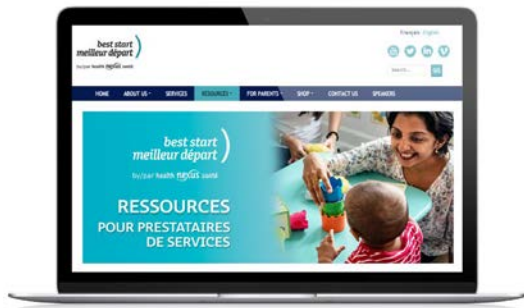 Français English
best start
meilleur départ
by/par health nexus santé
Search...
HOME ABOUT US SERVICES RESOURCES FOR PARENTS SHOP CONTACT US SPEAKERS
best start
meilleur départ
by/par health nexus santé
RESSOURCES
POUR PRESTATAIRES
DE SERVICES